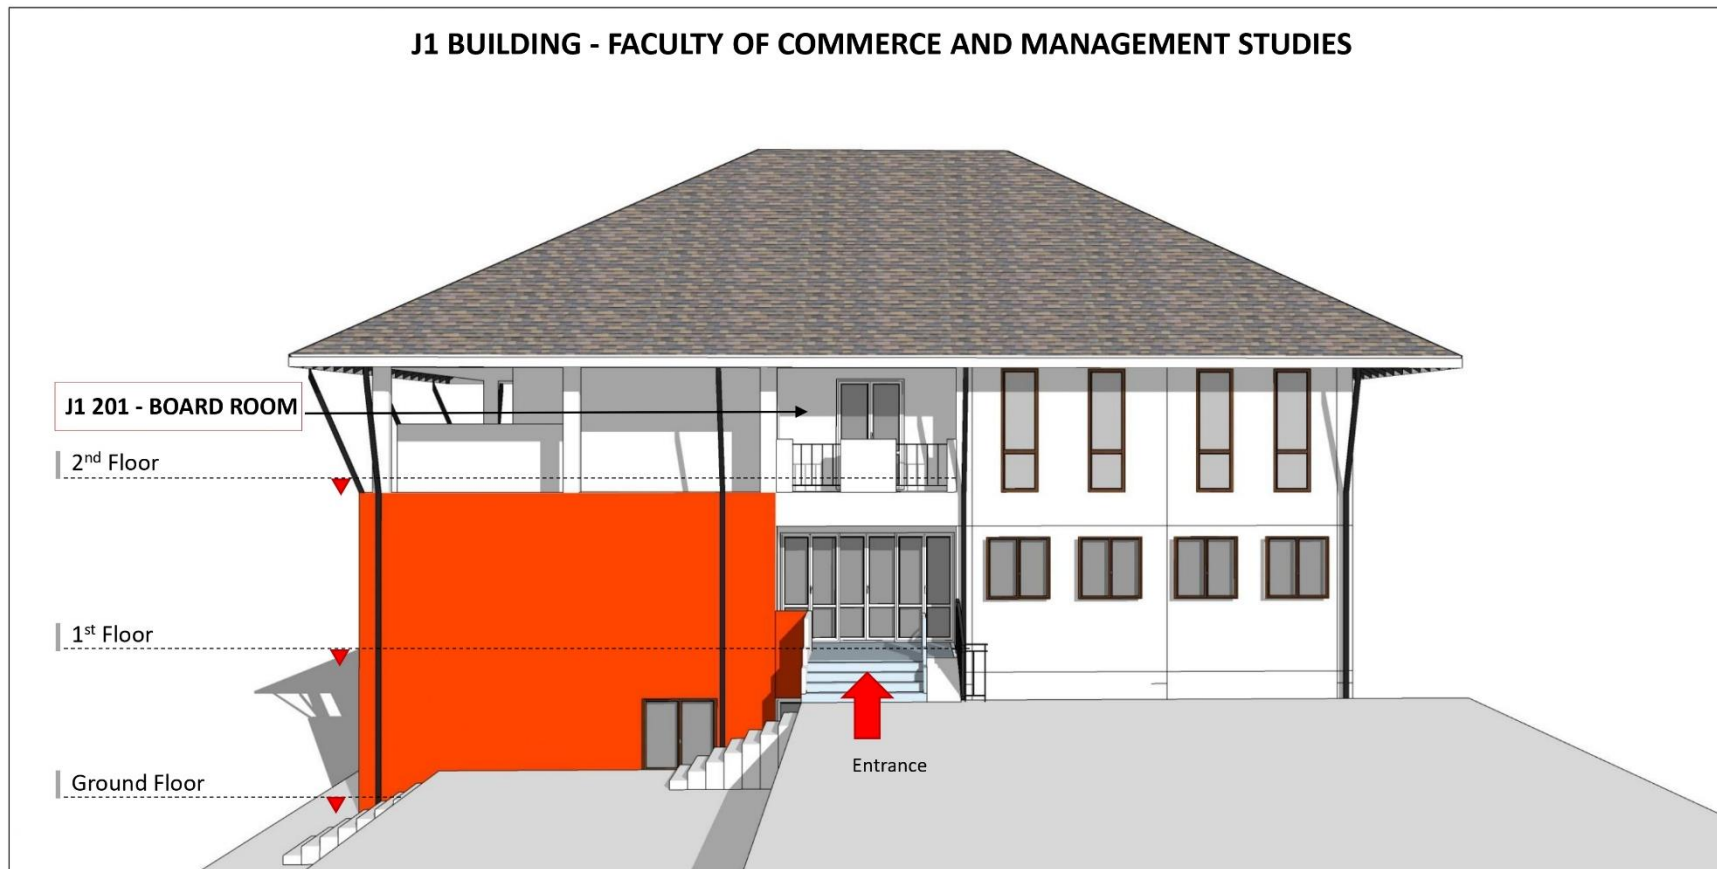 J1 BUILDING - FACULTY OF COMMERCE AND MANAGEMENT STUDIES
J1 201 - BOARD ROOM
2nd Floor
1st Floor
Ground Floor
Entrance